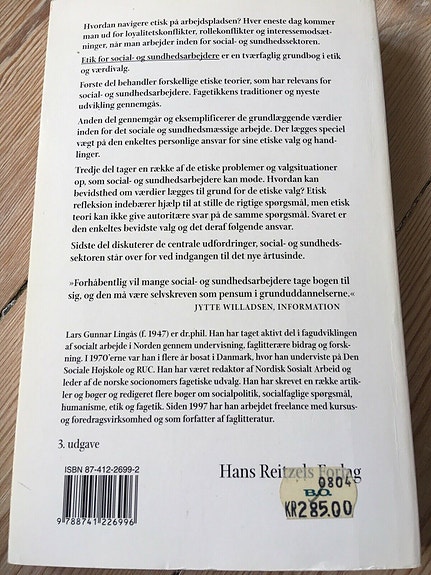 Hvordan navigere etisk på arbejdspladsen? Hver eneste dag kommer
man ud for loyalitetskonflikter, rollekonflikter og interessemodsæt-
ninger, når man arbejder inden for social- og sundhedssektoren.
Etik for social- og sundhedsarbejdere er en tværfaglig grundbog i etik
og værdivalg.
Første del behandler forskellige etiske teorier, som har relevans for
social- og sundhedsarbejdere. Fagetikkens traditioner og nyeste
udvikling gennemgås.
Anden del gennemgår og eksemplificerer de grundlæggende værdier
inden for det sociale og sundhedsmæssige arbejde. Der lægges speciel
vægt på den enkeltes personlige ansvar for sine etiske valg og hand-
linger.
Tredje del tager en række af de etiske problemer og valgsituationer
op, som social- og sundhedsarbejdere kan møde. Hvordan kan
bevidsthed om værdier lægges til grund for de etiske valg? Etisk
refleksion indebærer hjælp til at stille de rigtige spørgsmål, men etisk
teori kan ikke give autoritære svar på de samme spørgsmål. Svaret er
den enkeltes bevidste valg og det deraf følgende ansvar.
Sidste del diskuterer de centrale udfordringer, social- og sundheds-
sektoren står over for ved indgangen til det nye årtusinde.
»Forhåbentlig vil mange social- og sundhedsarbejdere tage bogen til
sig, og den må være selvskreven som pensum i grunduddannelserne.«
JYTTE WILLADSEN, INFORMATION
Lars Gunnar Lingås (f. 1947) er dr.phil. Han har taget aktivt del i fagudviklingen
af socialt arbejde i Norden gennem undervisning, faglitterære bidrag og forsk-
ning. I 1970'erne var han i flere år bosat i Danmark, hvor han underviste på Den
Sociale Højskole og RUC. Han har været redaktør af Nordisk Sosialt Arbeid og
leder af de norske socionomers fagetiske udvalg. Han har skrevet en række artik-
ler og bøger og redigeret flere bøger om socialpolitik, socialfaglige spørgsmål,
humanisme, etik og fagetik. Siden 1997 har han arbejdet freelance med kursus-
og foredragsvirksomhed og som forfatter af faglitteratur.
3. udgave
ISBN 87-412-2699-2
9 788741 226996
Hans Reitzels Forlag
0804
B.O.
KR285.00